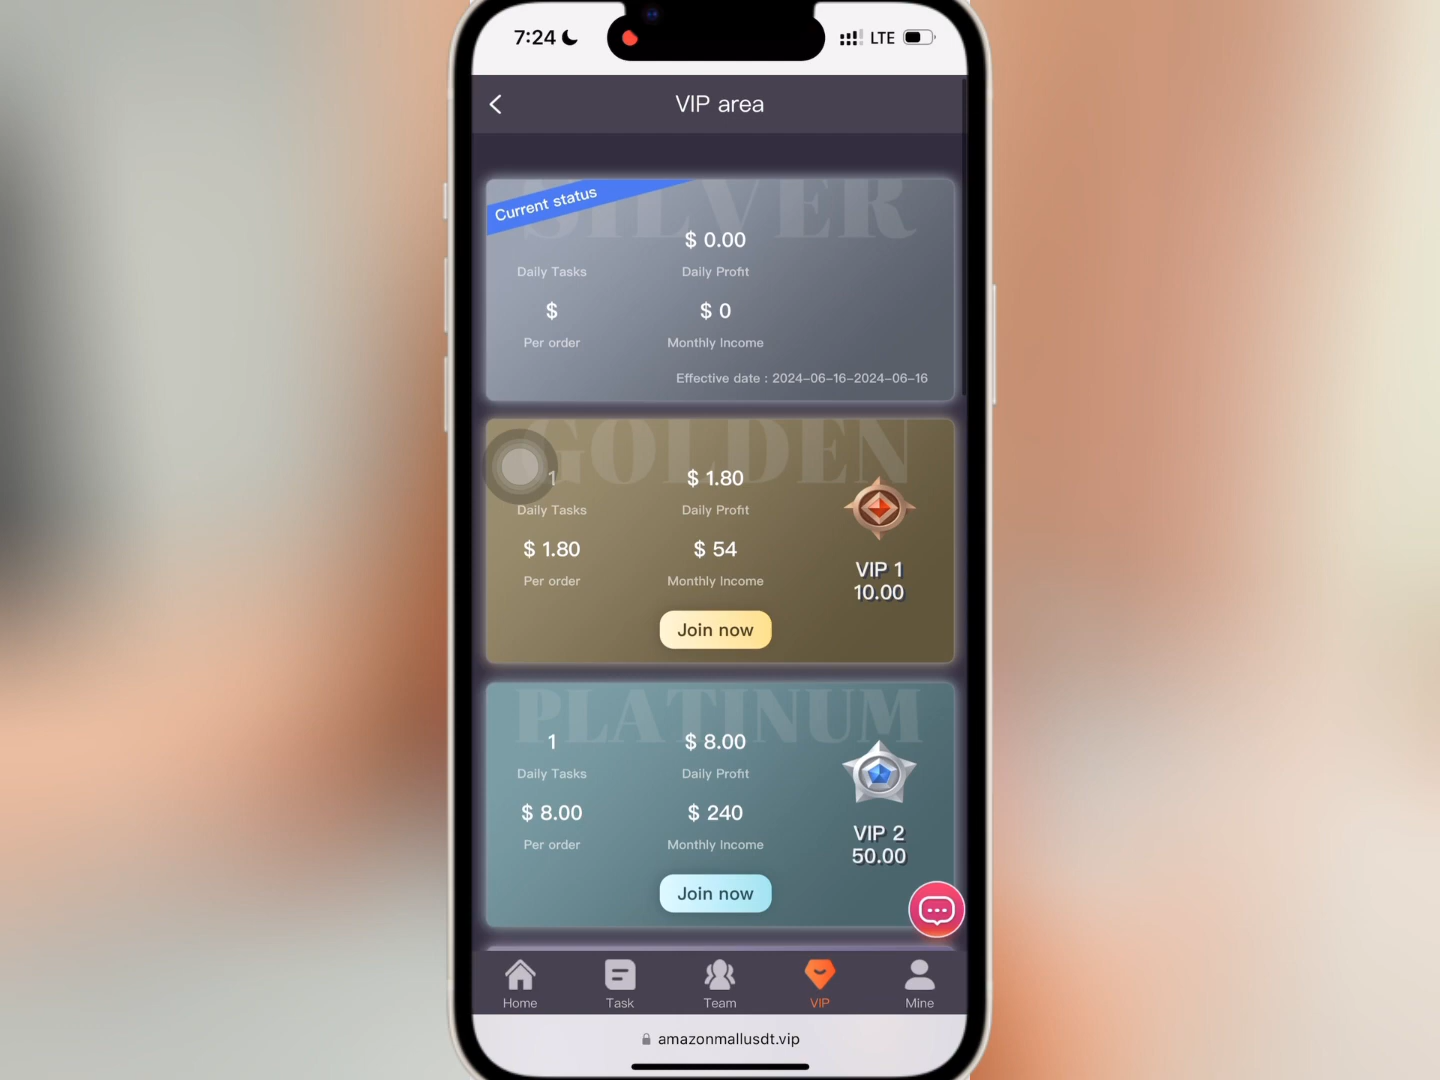 7:24
LTE
VIP area
SILVER
Current status
$ 0.00
Daily Tasks
Daily Profit
$
$ 0
Per order
Monthly Income
Effective date : 2024-06-16-2024-06-16
GOLDEN
1
$ 1.80
Daily Tasks
Daily Profit
$ 1.80
$ 54
Per order
Monthly Income
VIP 1
10.00
Join now
PLATINUM
1
$ 8.00
Daily Tasks
Daily Profit
$ 8.00
$ 240
Per order
Monthly Income
VIP 2
50.00
Join now
Home
Task
Team
VIP
Mine
amazonmallusdt.vip